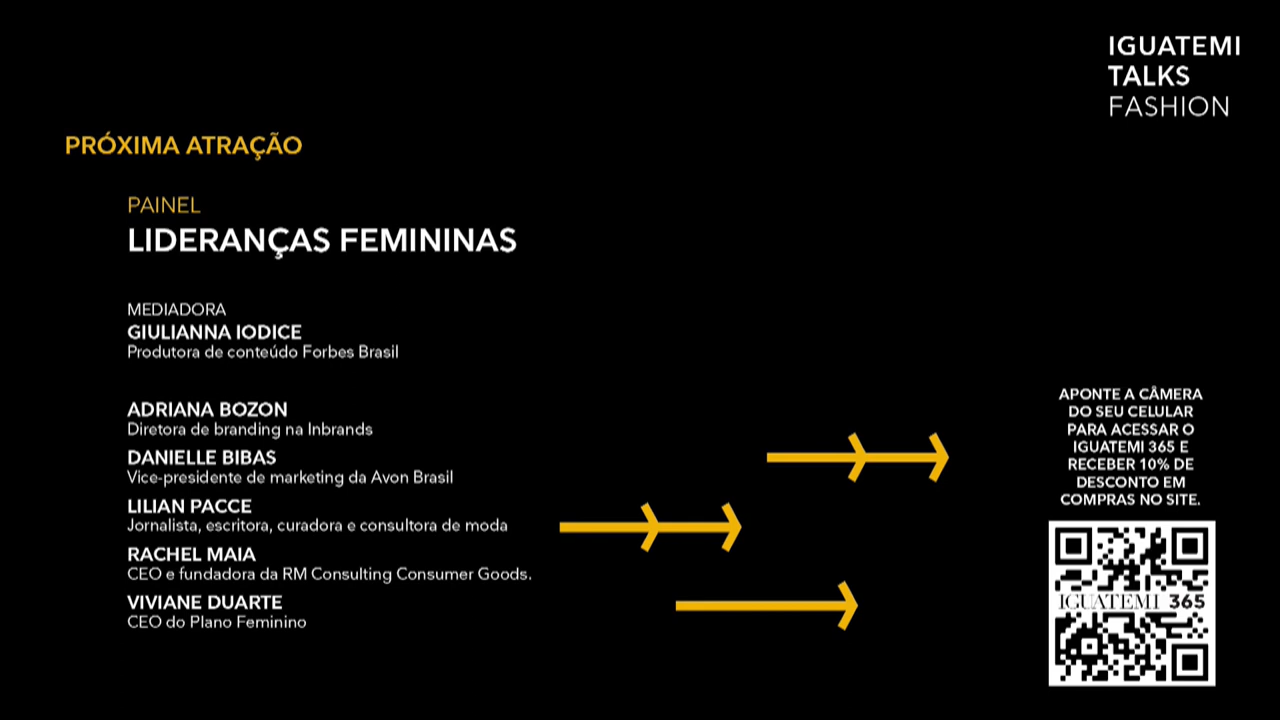 IGUATEMI
TALKS
FASHION
PRÓXIMA ATRAÇÃO
PAINEL
LIDERANÇAS FEMININAS
MEDIADORA
GIULIANNA IODICE
Produtora de conteúdo Forbes Brasil
ADRIANA BOZON
Diretora de branding na Inbrands
DANIELLE BIBAS
Vice-presidente de marketing da Avon Brasil
LILIAN PACCE
Jornalista, escritora, curadora e consultora de moda
RACHEL MAIA
CEO e fundadora da RM Consulting Consumer Goods.
VIVIANE DUARTE
CEO do Plano Feminino
APONTE A CÂMERA
DO SEU CELULAR
PARA ACESSAR O
IGUATEMI 365 E
RECEBER 10% DE
DESCONTO EM
COMPRAS NO SITE.
IGUATEMI 365